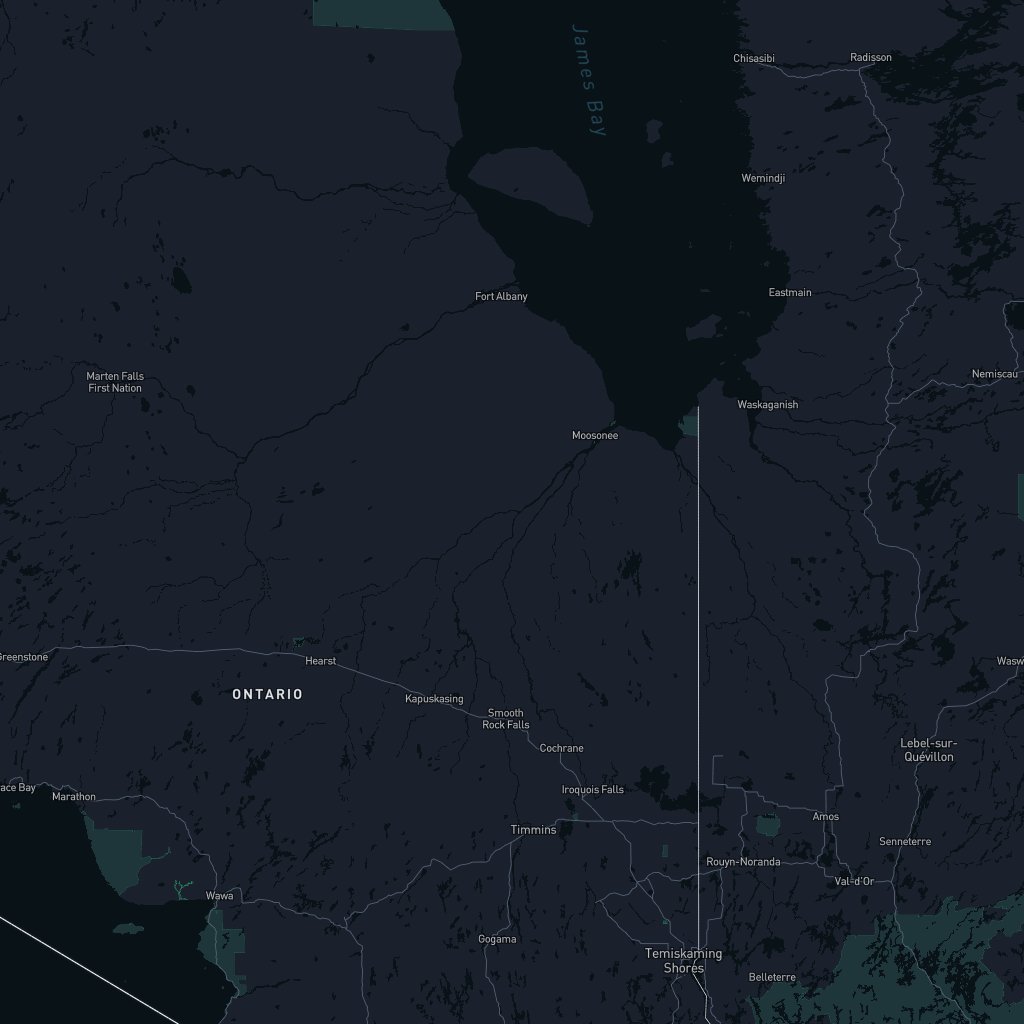 James Bay
Chisasibi
Radisson
Wemindji
Eastmain
Fort Albany
Nemiscau
Marten Falls
First Nation
Waskaganish
Moosonee
Greenstone
Hearst
Wasw
ONTARIO
Kapuskasing
Smooth
Rock Falls
Cochrane
Lebel-sur-
Quévillon
ace Bay
Marathon
Iroquois Falls
Amos
Timmins
Senneterre
Rouyn-Noranda
Val-d'Or
Wawa
Gogama
Temiskaming
Shores
Belleterre